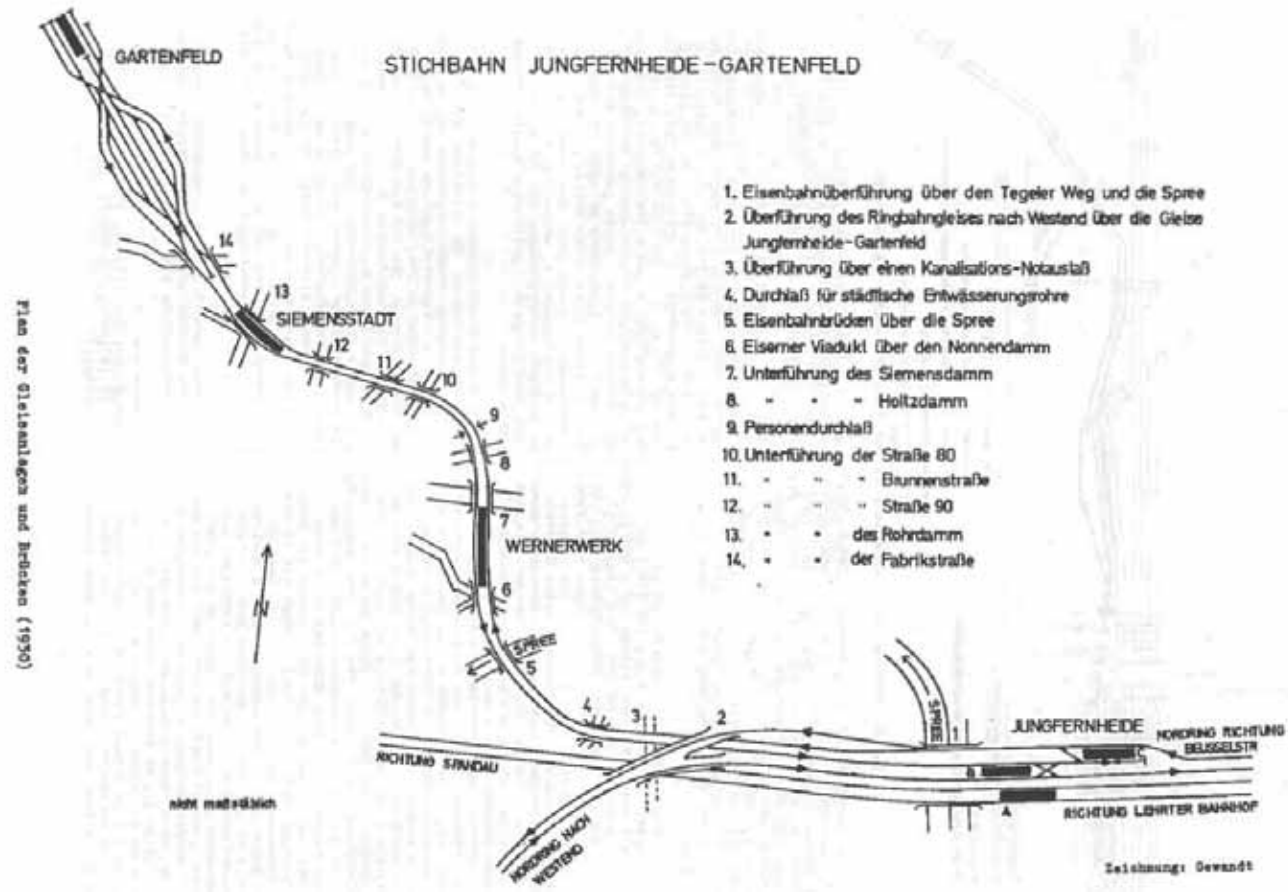 STICHBAHN JUNGFERNHEIDE-GARTENFELD
GARTENFELD
14
13
SIEMENSSTADT
12
11
10
9
8
7
WERNERWERK
6
SPREE
5
4
3
2
SPREE
1
JUNGFERNHEIDE
NORDRING RICHTUNG
BEUSSELSTR
B
A
RICHTUNG SPANDAU
RICHTUNG LEHRTER BAHNHOF
NORDRING NACH
WESTEND
N
nicht maßstäblich
1. Eisenbahnüberführung über den Tegeler Weg und die Spree
2. Überführung des Ringbahngleises nach Westend über die Gleise
Jungfernheide-Gartenfeld
3. Überführung über einen Kanalisations-Notauslaß
4. Durchlaß für städtische Entwässerungsrohre
5. Eisenbahnbrücken über die Spree
6. Eiserner Viadukt über den Nonnendamm
7. Unterführung des Siemensdamm
8. " " " Holtzdamm
9. Personendurchlaß
10. Unterführung der Straße 80
11. " " " Brunnenstraße
12. " " " Straße 90
13. " " des Rohrdamm
14. " " der Fabrikstraße
Plan der Gleisanlagen und Brücken (1930)
Zeichnung: Gewandt